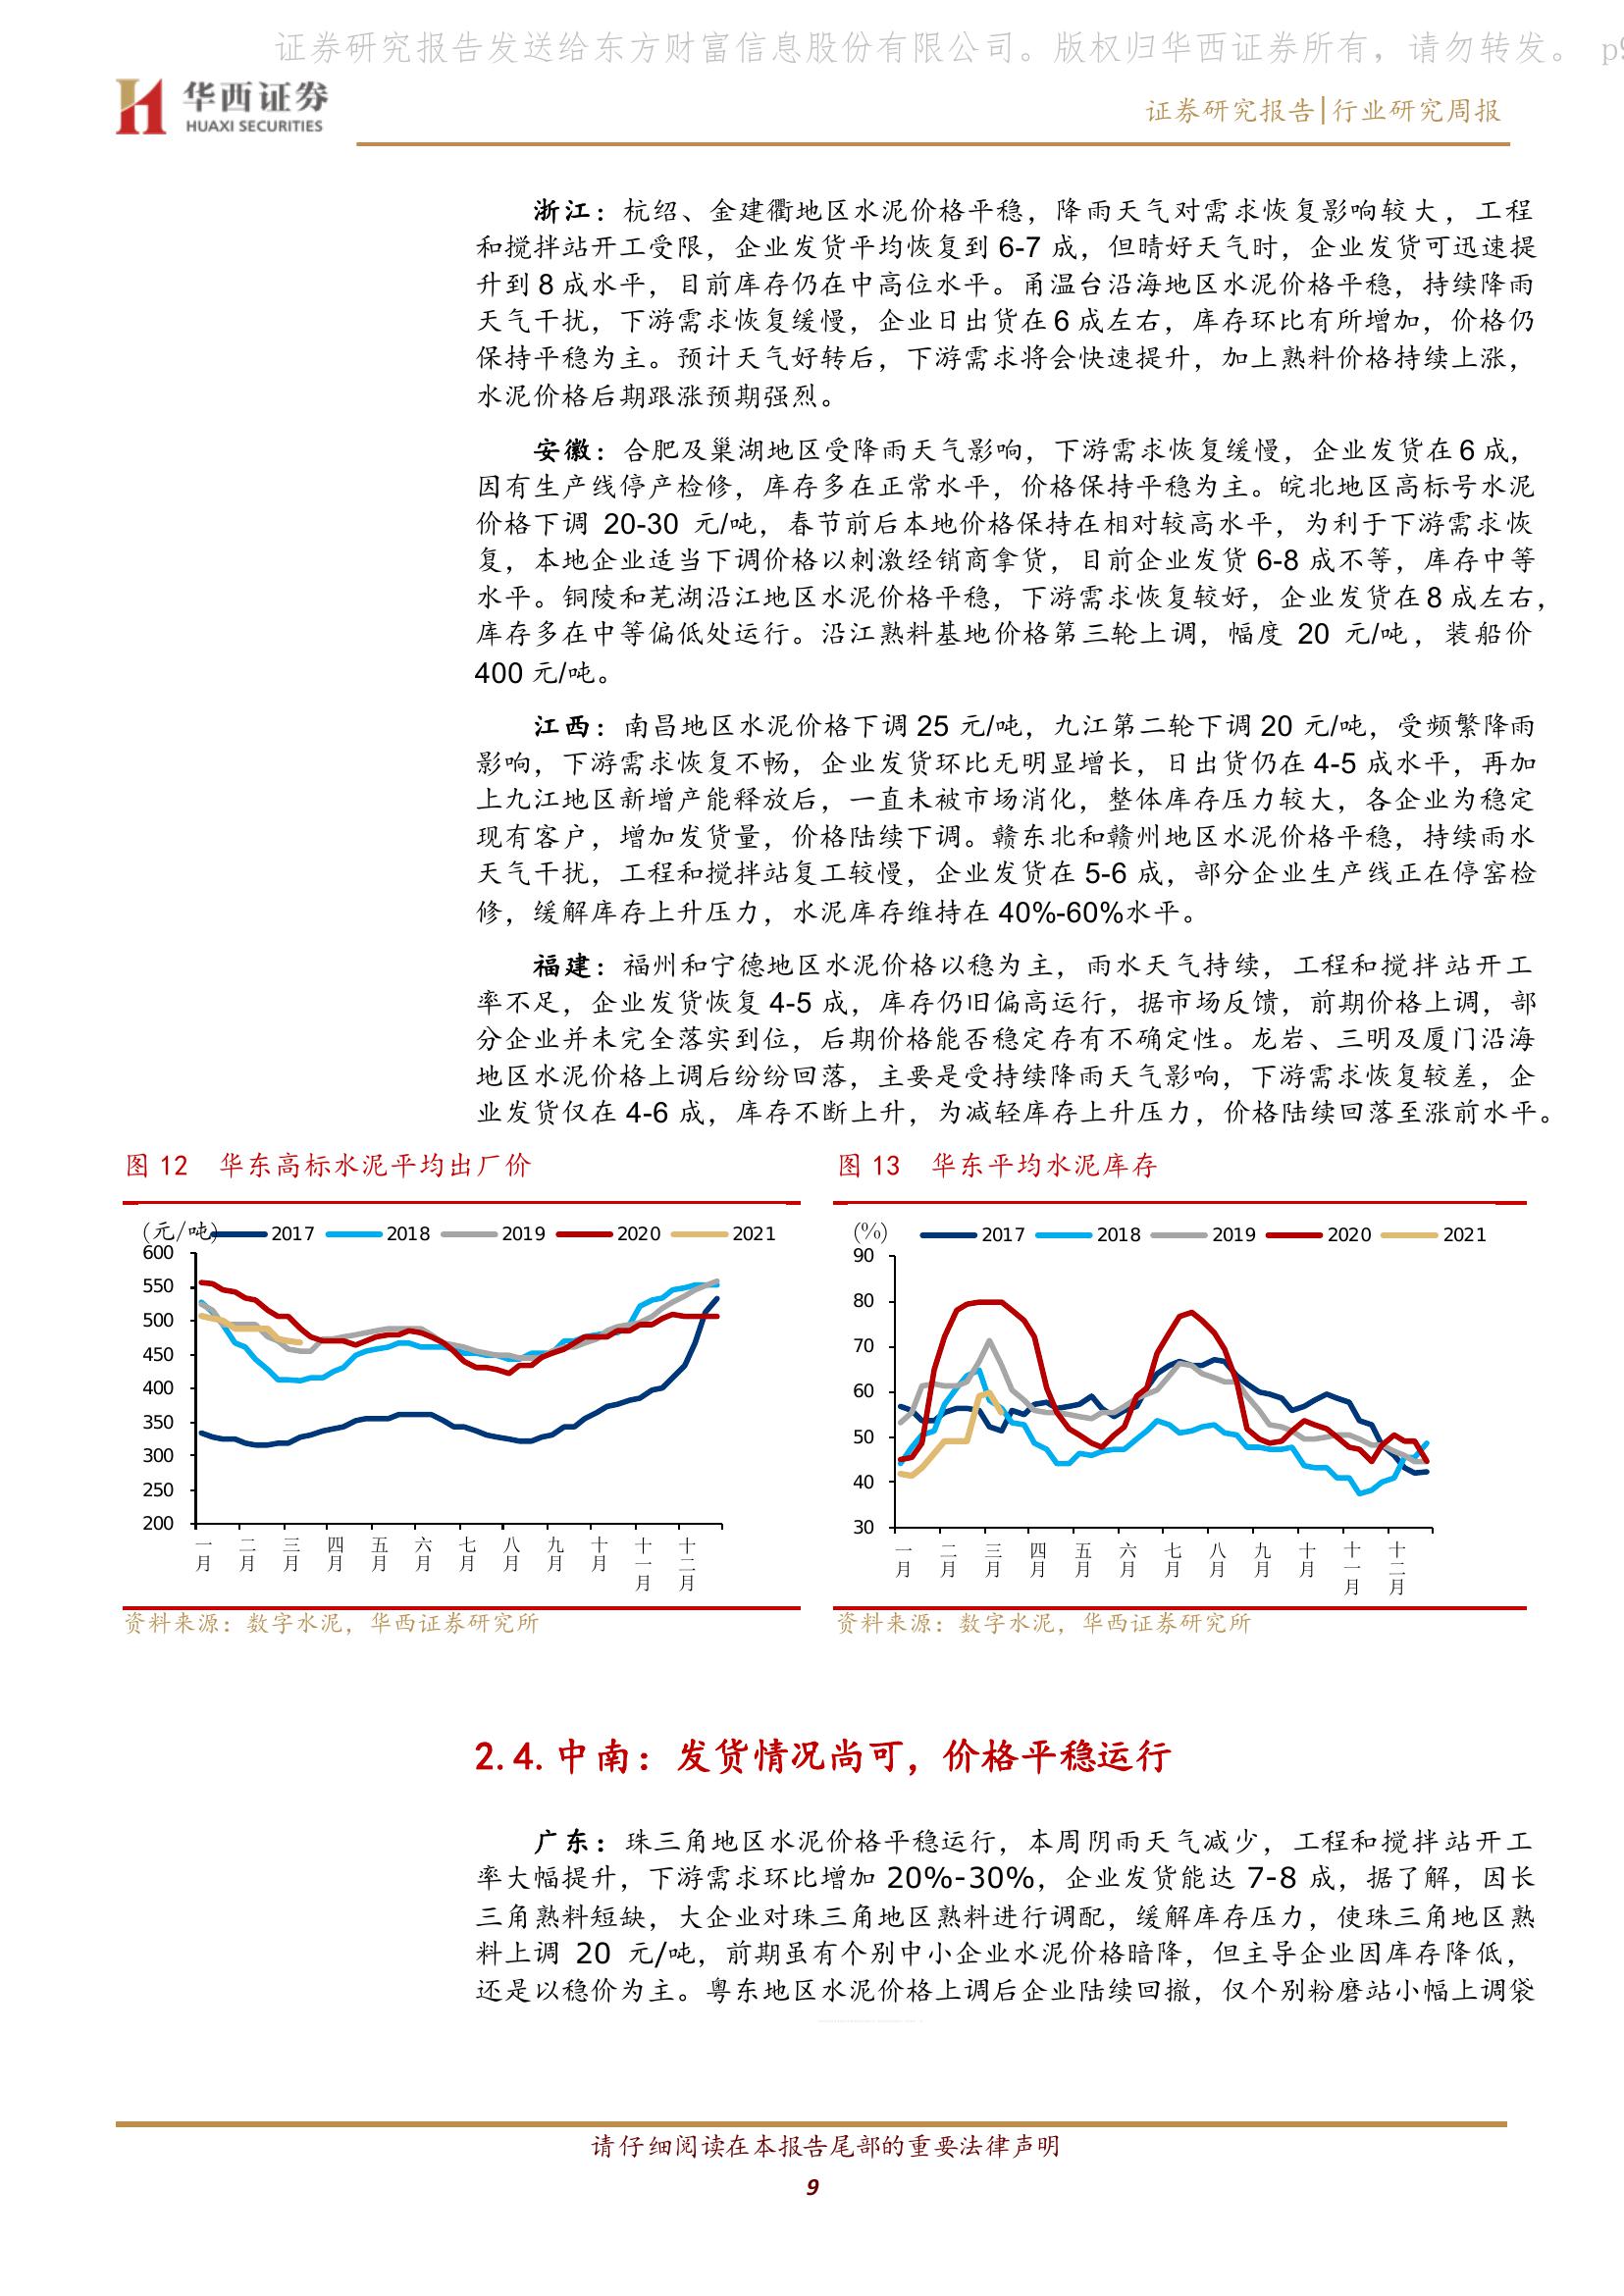 证券研究报告发送给东方财富信息股份有限公司。版权归华西证券所有，请勿转发。 p9
华西证券
HUAXI SECURITIES
证券研究报告|行业研究周报
浙江：杭绍、金建衢地区水泥价格平稳，降雨天气对需求恢复影响较大，工程
和搅拌站开工受限，企业发货平均恢复到 6-7 成，但晴好天气时，企业发货可迅速提
升到 8 成水平，目前库存仍在中高位水平。甬温台沿海地区水泥价格平稳，持续降雨
天气干扰，下游需求恢复缓慢，企业日出货在 6 成左右，库存环比有所增加，价格仍
保持平稳为主。预计天气好转后，下游需求将会快速提升，加上熟料价格持续上涨，
水泥价格后期跟涨预期强烈。
安徽：合肥及巢湖地区受降雨天气影响，下游需求恢复缓慢，企业发货在 6 成，
因有生产线停产检修，库存多在正常水平，价格保持平稳为主。皖北地区高标号水泥
价格下调 20-30 元/吨，春节前后本地价格保持在相对较高水平，为利于下游需求恢
复，本地企业适当下调价格以刺激经销商拿货，目前企业发货 6-8 成不等，库存中等
水平。铜陵和芜湖沿江地区水泥价格平稳，下游需求恢复较好，企业发货在 8 成左右，
库存多在中等偏低处运行。沿江熟料基地价格第三轮上调，幅度 20 元/吨，装船价
400 元/吨。
江西：南昌地区水泥价格下调 25 元/吨，九江第二轮下调 20 元/吨，受频繁降雨
影响，下游需求恢复不畅，企业发货环比无明显增长，日出货仍在 4-5 成水平，再加
上九江地区新增产能释放后，一直未被市场消化，整体库存压力较大，各企业为稳定
现有客户，增加发货量，价格陆续下调。赣东北和赣州地区水泥价格平稳，持续雨水
天气干扰，工程和搅拌站复工较慢，企业发货在 5-6 成，部分企业生产线正在停窑检
修，缓解库存上升压力，水泥库存维持在 40%-60%水平。
福建：福州和宁德地区水泥价格以稳为主，雨水天气持续，工程和搅拌站开工
率不足，企业发货恢复 4-5 成，库存仍旧偏高运行，据市场反馈，前期价格上调，部
分企业并未完全落实到位，后期价格能否稳定存有不确定性。龙岩、三明及厦门沿海
地区水泥价格上调后纷纷回落，主要是受持续降雨天气影响，下游需求恢复较差，企
业发货仅在 4-6 成，库存不断上升，为减轻库存上升压力，价格陆续回落至涨前水平。
图 12 华东高标水泥平均出厂价
(元/吨) 2017 2018 2019 2020 2021
600
550
500
450
400
350
300
250
200
一月 二月 三月 四月 五月 六月 七月 八月 九月 十月 十一月 十二月
资料来源：数字水泥，华西证券研究所
图 13 华东平均水泥库存
(%) 2017 2018 2019 2020 2021
90
80
70
60
50
40
30
一月 二月 三月 四月 五月 六月 七月 八月 九月 十月 十一月 十二月
资料来源：数字水泥，华西证券研究所
2.4.中南：发货情况尚可，价格平稳运行
广东：珠三角地区水泥价格平稳运行，本周阴雨天气减少，工程和搅拌站开工
率大幅提升，下游需求环比增加 20%-30%，企业发货能达 7-8 成，据了解，因长
三角熟料短缺，大企业对珠三角地区熟料进行调配，缓解库存压力，使珠三角地区熟
料上调 20 元/吨，前期虽有个别中小企业水泥价格暗降，但主导企业因库存降低，
还是以稳价为主。粤东地区水泥价格上调后企业陆续回撤，仅个别粉磨站小幅上调袋
请仔细阅读在本报告尾部的重要法律声明
9